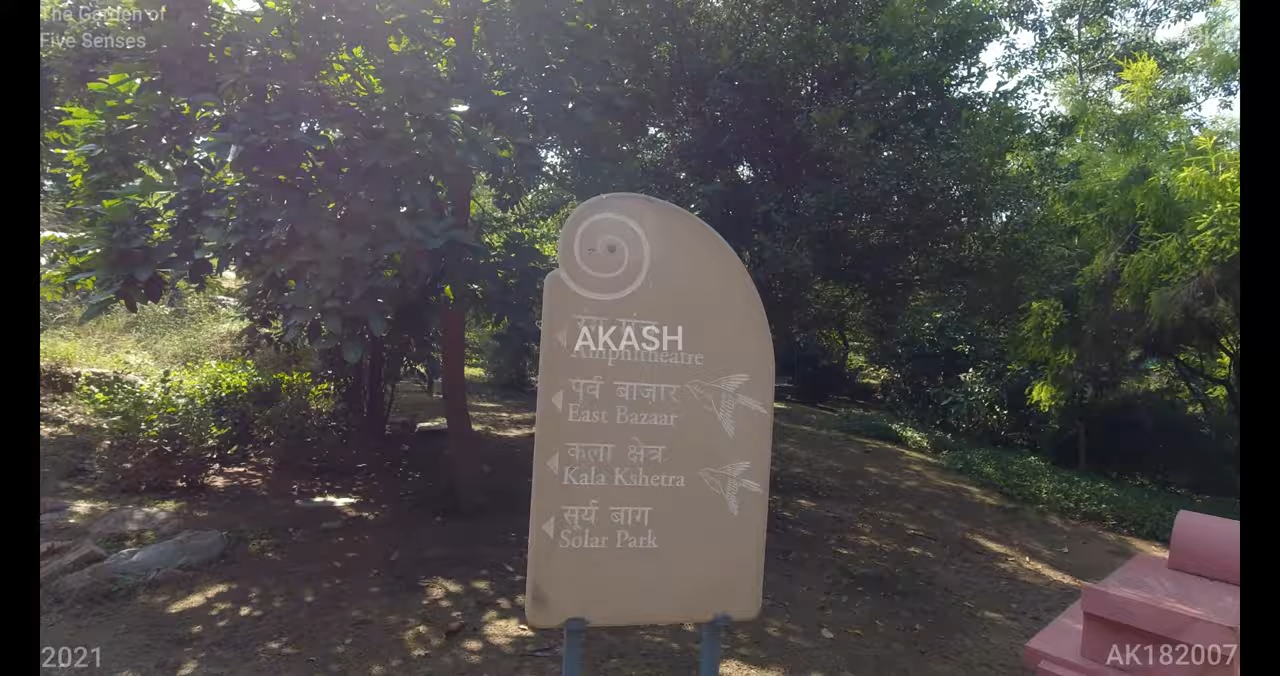 The Garden of
Five Senses
AKASH
Amphitheatre
पूर्व बाजार
East Bazaar
कला क्षेत्र
Kala Kshetra
सूर्य बाग
Solar Park
2021
AK182007